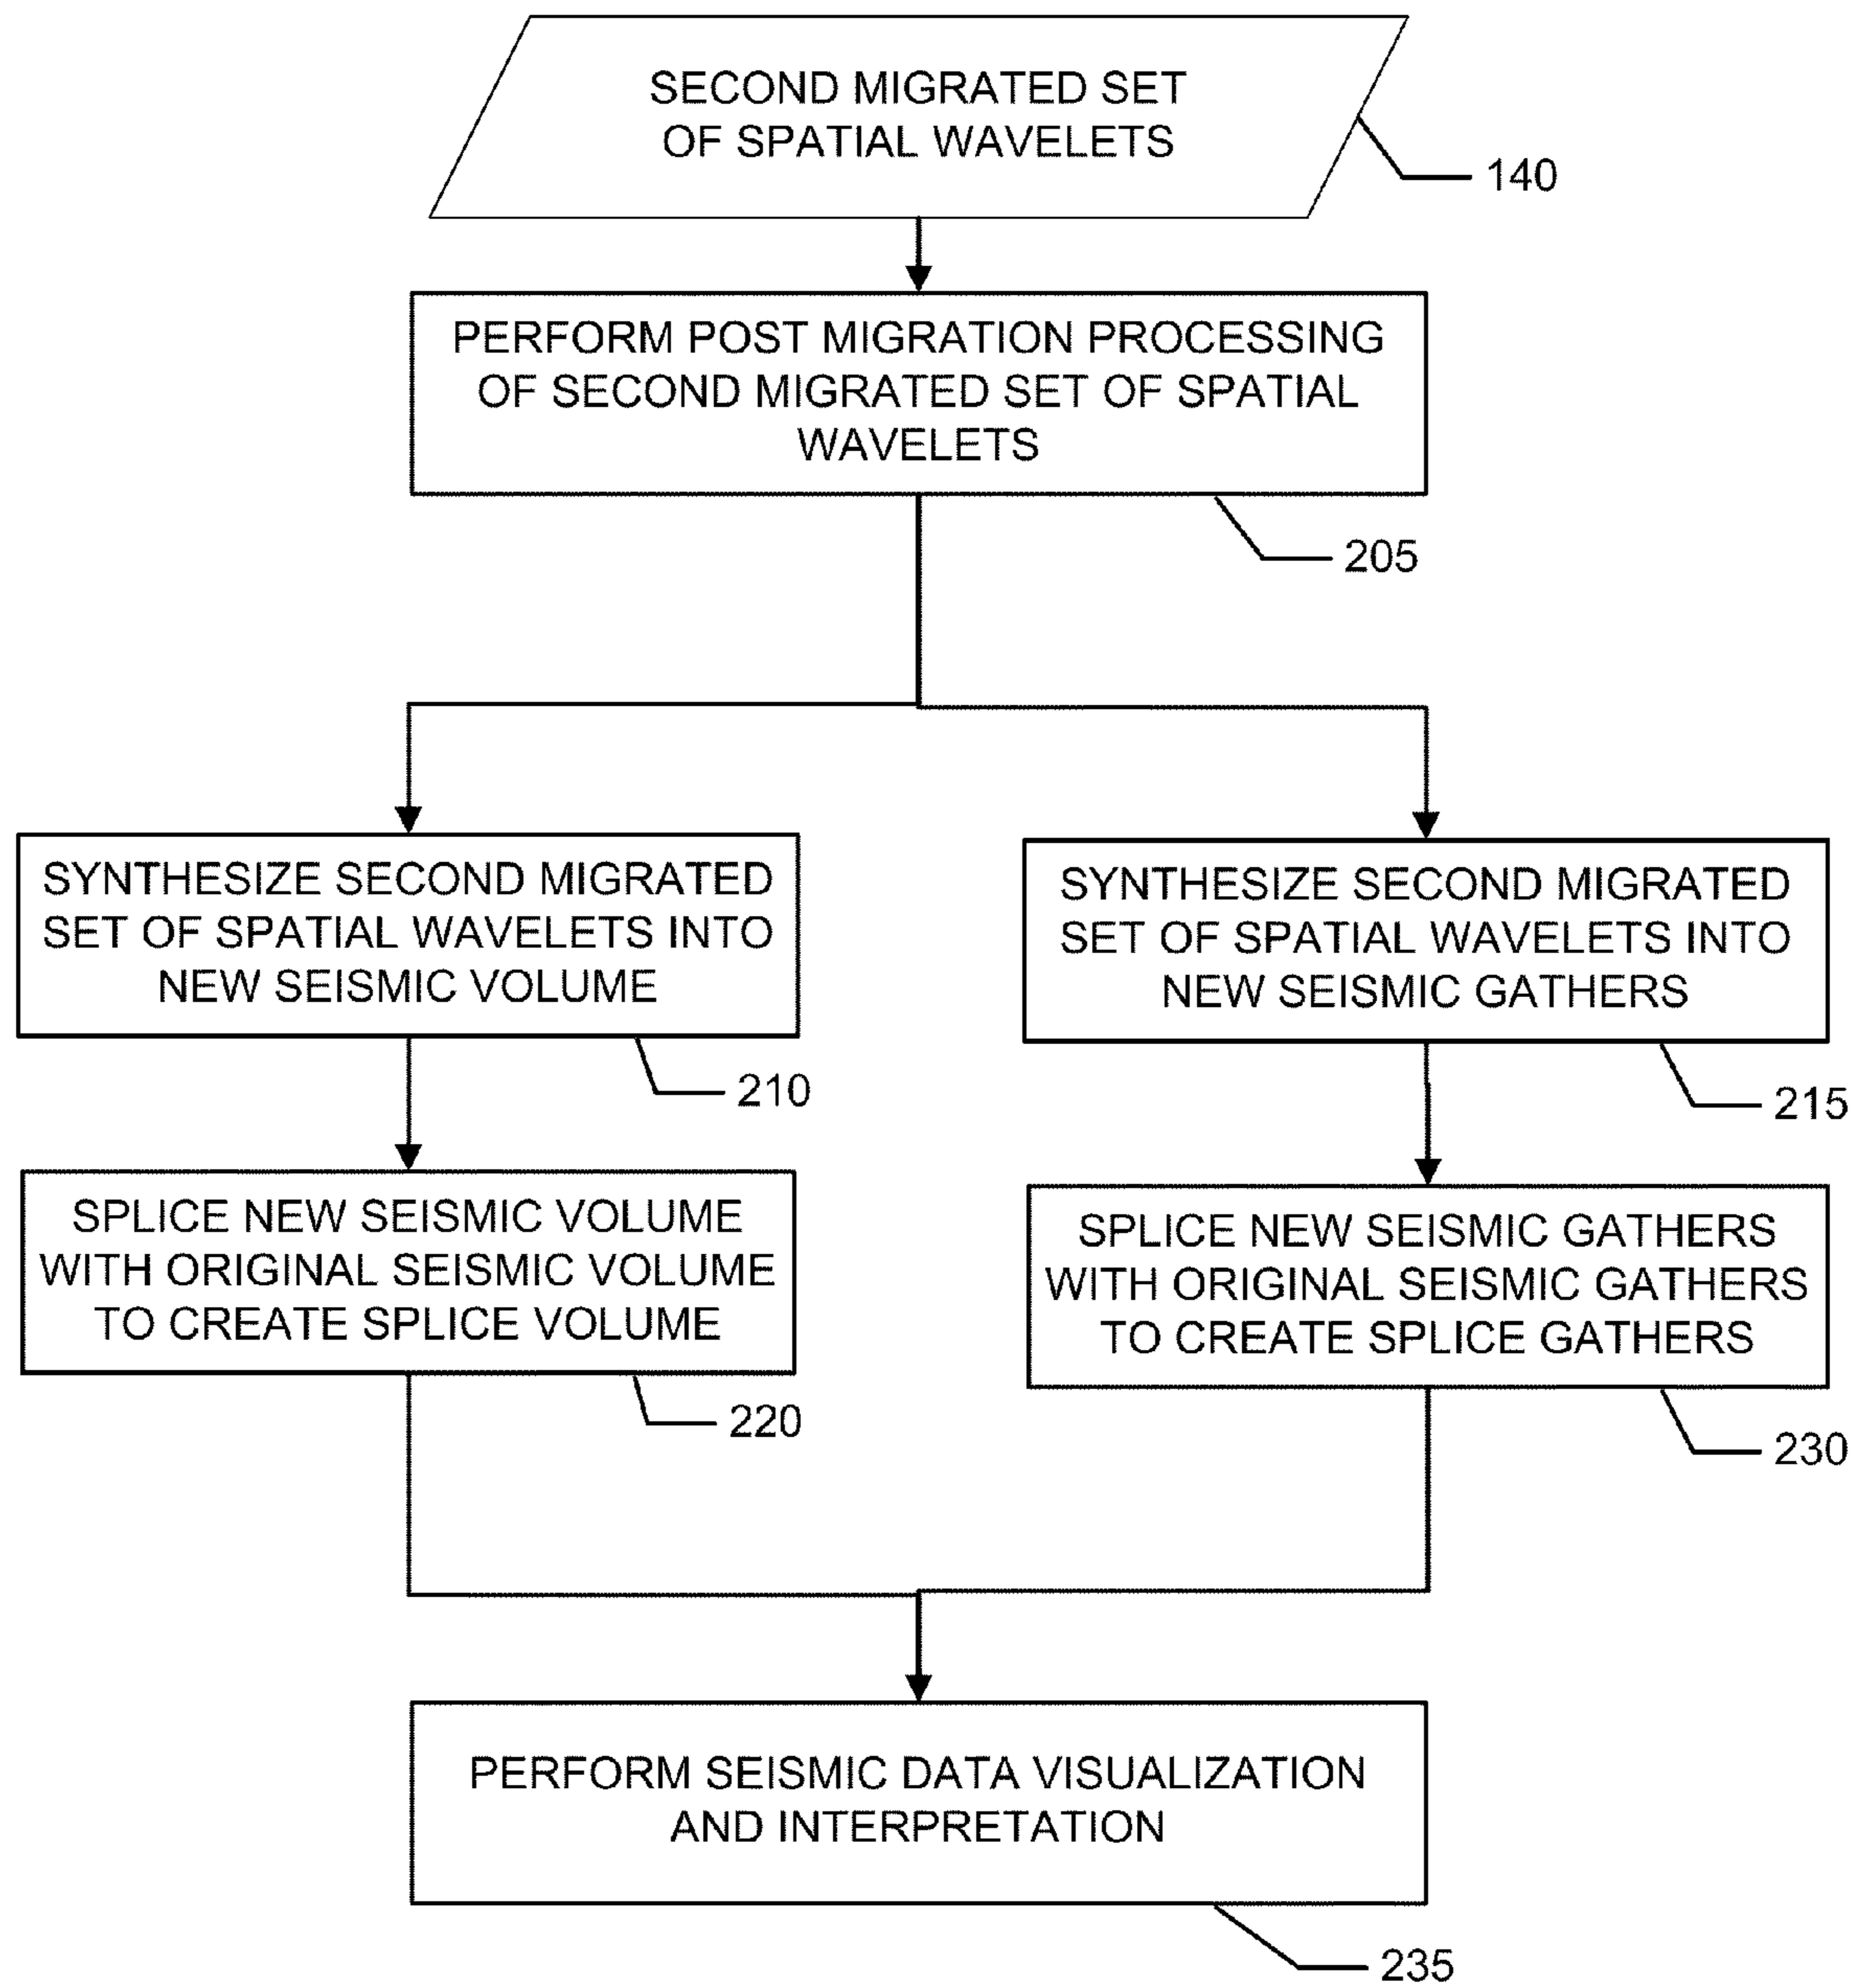 SECOND MIGRATED SET
OF SPATIAL WAVELETS
140
PERFORM POST MIGRATION PROCESSING
OF SECOND MIGRATED SET OF SPATIAL
WAVELETS
205
SYNTHESIZE SECOND MIGRATED
SET OF SPATIAL WAVELETS INTO
NEW SEISMIC VOLUME
210
SYNTHESIZE SECOND MIGRATED
SET OF SPATIAL WAVELETS INTO
NEW SEISMIC GATHERS
215
SPLICE NEW SEISMIC VOLUME
WITH ORIGINAL SEISMIC VOLUME
TO CREATE SPLICE VOLUME
220
SPLICE NEW SEISMIC GATHERS
WITH ORIGINAL SEISMIC GATHERS
TO CREATE SPLICE GATHERS
230
PERFORM SEISMIC DATA VISUALIZATION
AND INTERPRETATION
235